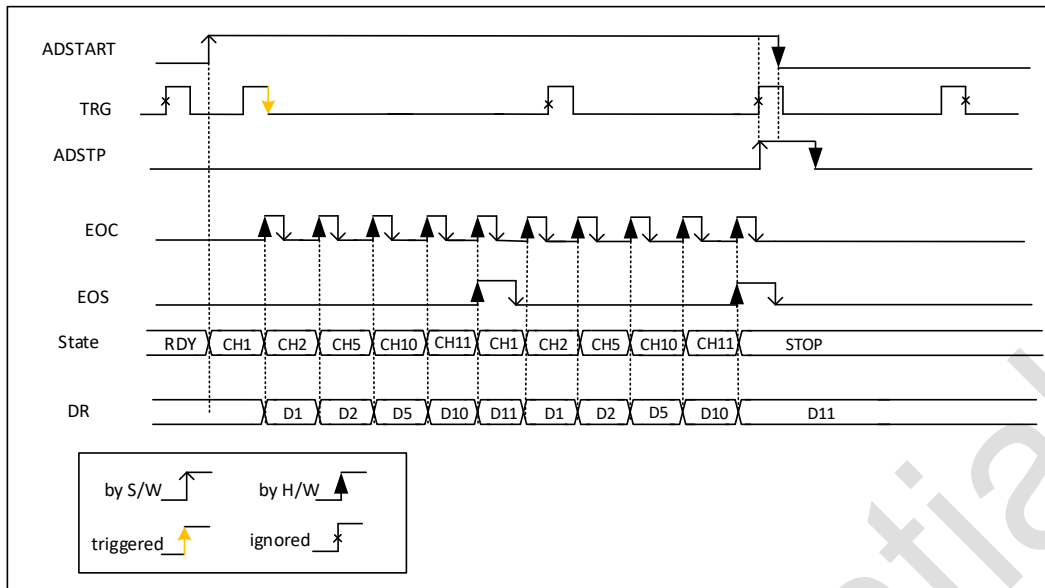 ADSTART
TRG
ADSTP
EOC
EOS
State RDY CH1 CH2 CH5 CH10 CH11 CH1 CH2 CH5 CH10 CH11 STOP
DR D1 D2 D5 D10 D11 D1 D2 D5 D10 D11
by S/W by H/W
triggered ignored